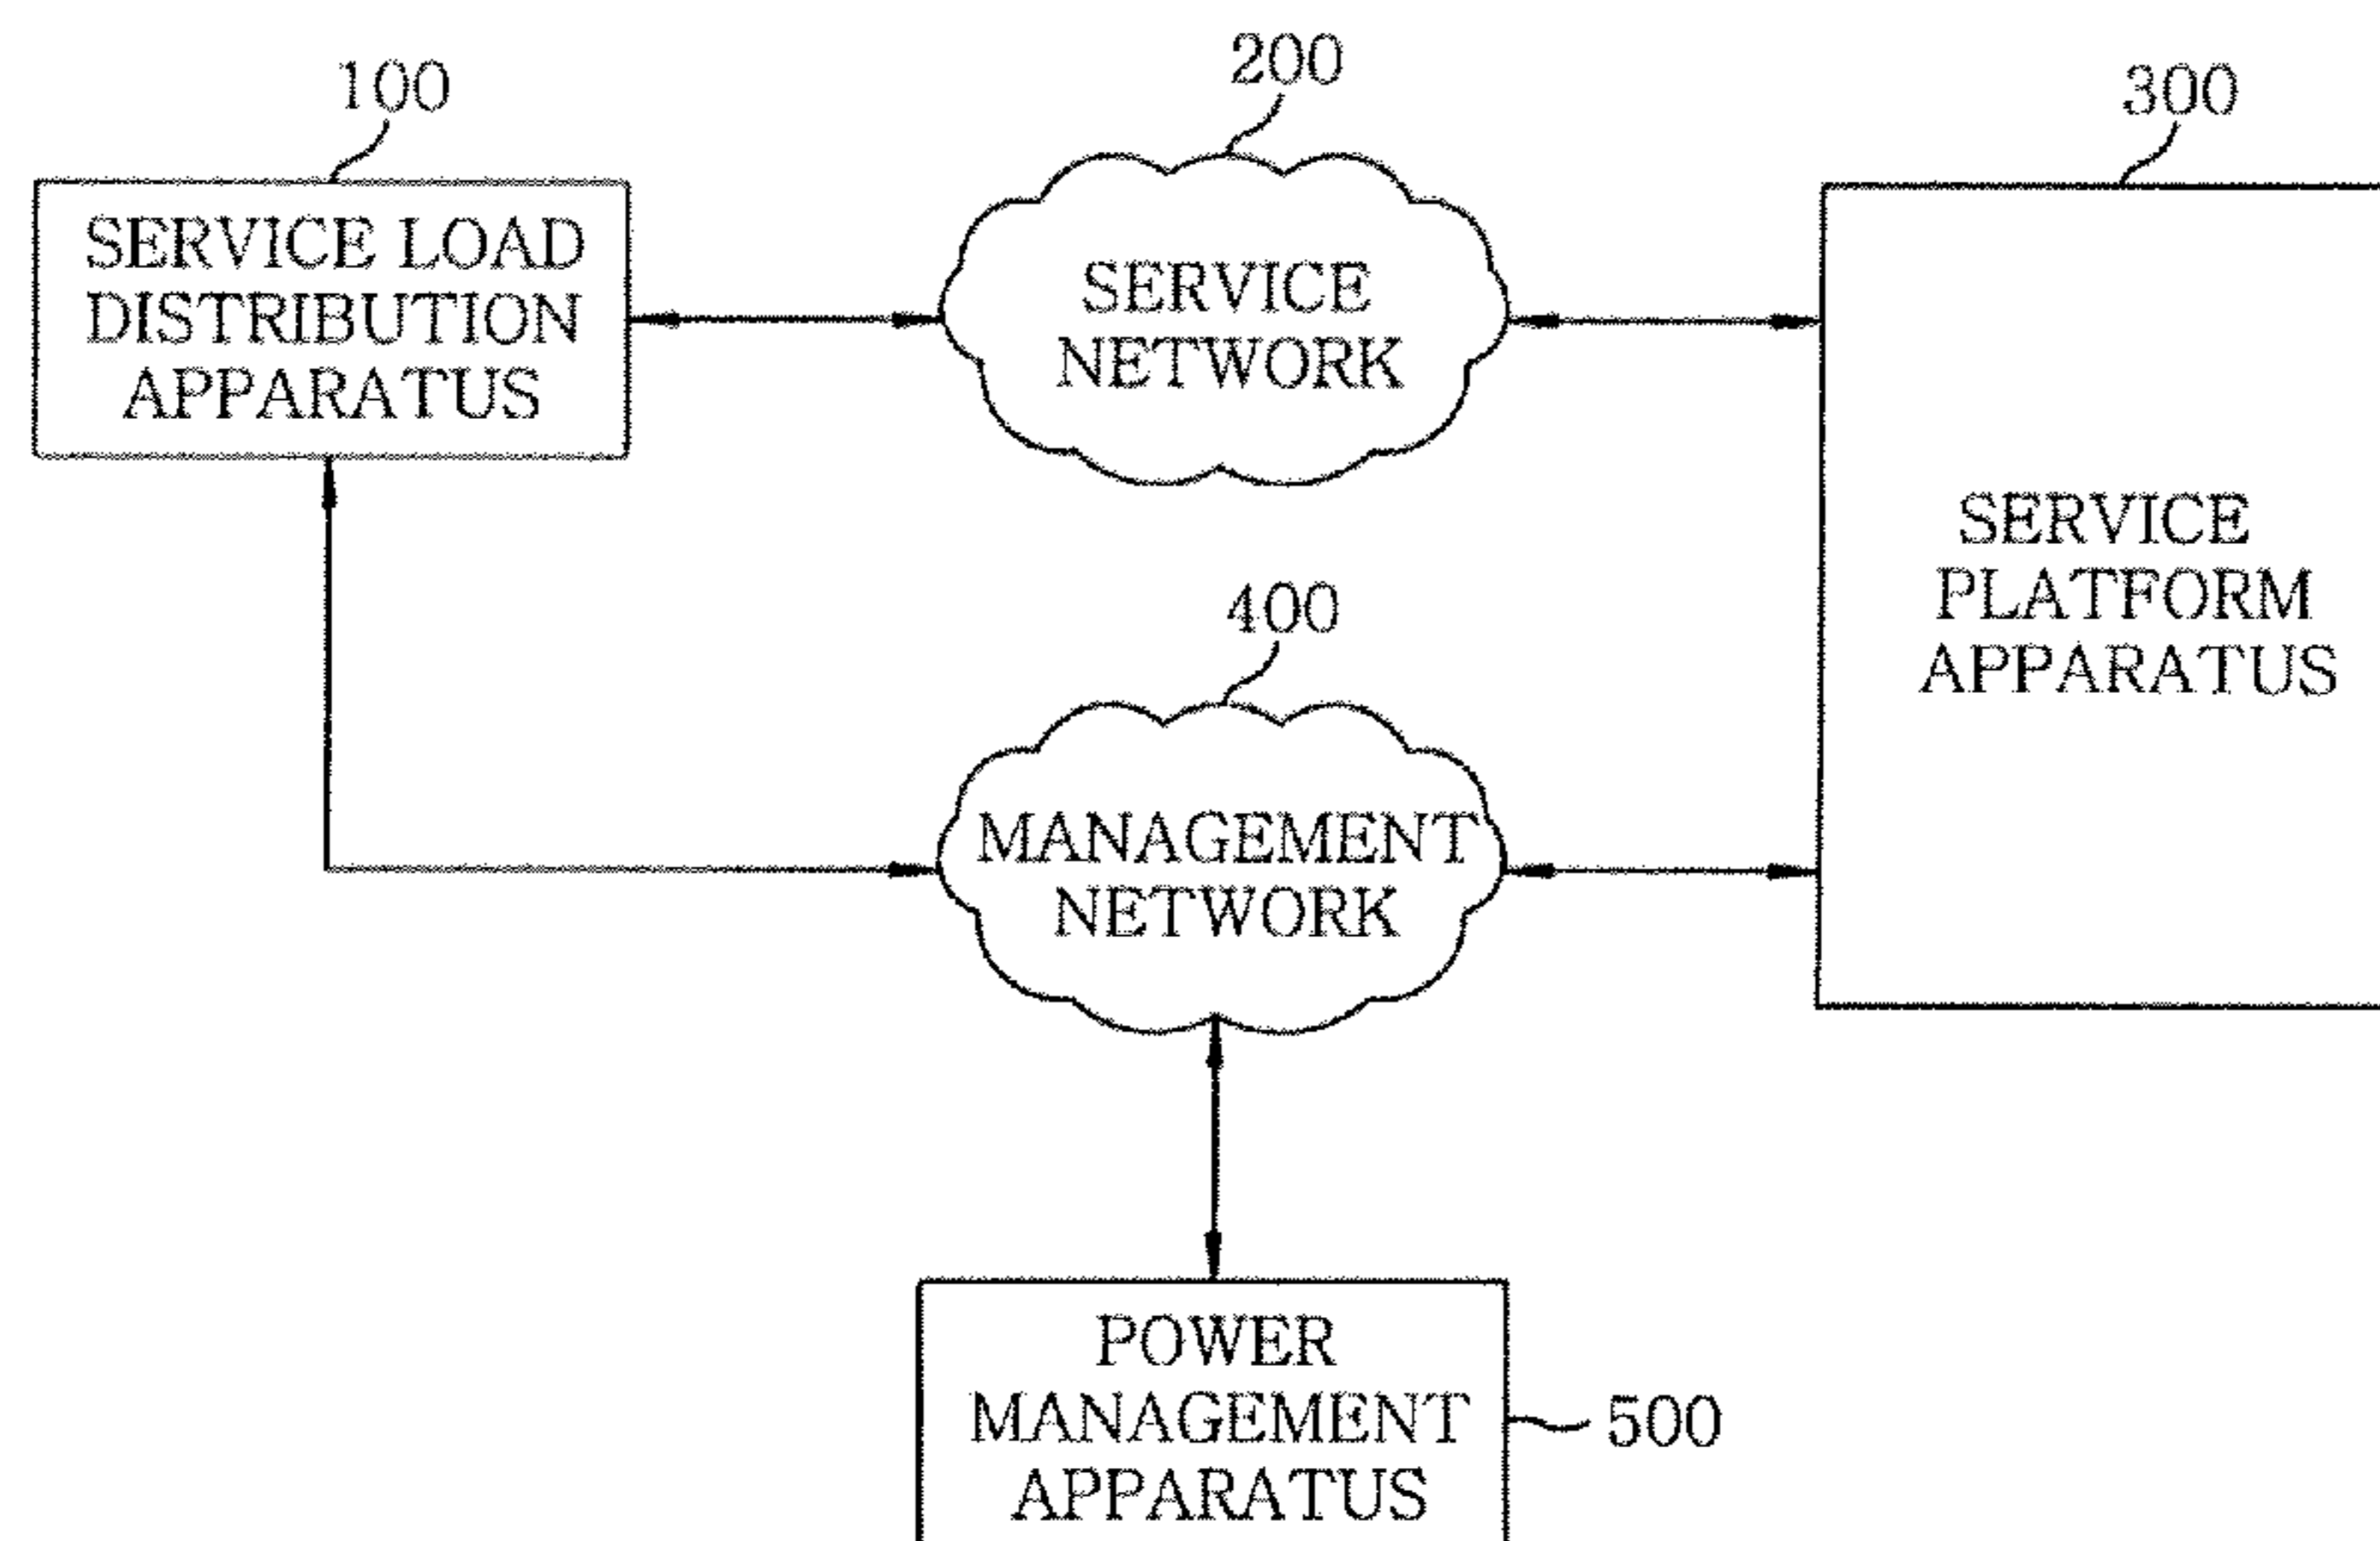 100
200
300
SERVICE LOAD
DISTRIBUTION
APPARATUS
SERVICE
NETWORK
SERVICE
PLATFORM
APPARATUS
400
MANAGEMENT
NETWORK
POWER
MANAGEMENT
APPARATUS
500